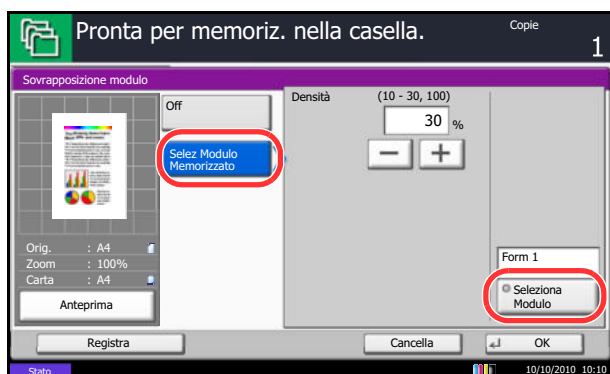 Pronta per memoriz. nella casella.
Copie
1
Sovrapposizione modulo
Off
Selez Modulo
Memorizzato
Densità
(10 - 30, 100)
30 %
Orig. : A4
Zoom : 100%
Carta : A4
Anteprima
Form 1
Seleziona
Modulo
Registra
Cancella
OK
Stato
10/10/2010 10:10